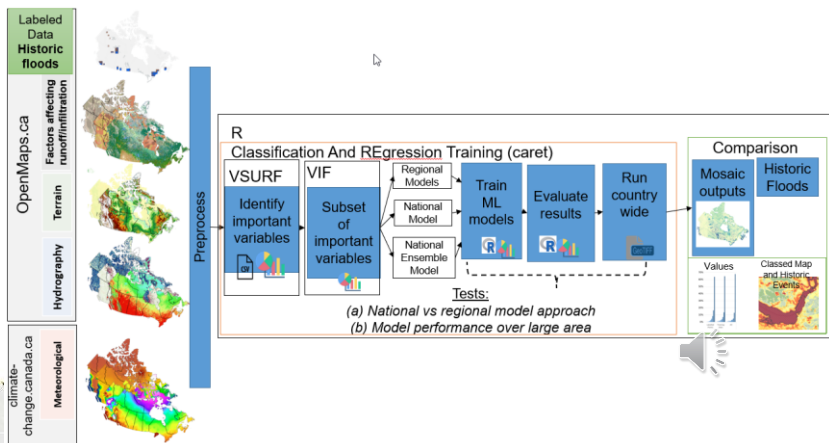 Labeled
Data
Historic
floods
OpenMaps.ca
Factors affecting
runoff/infiltration
Terrain
Hydrography
climate-
change.canada.ca
Meteorological
Preprocess
R
Classification And REgression Training (caret)
VSURF
Identify
important
variables
CSV
VIF
Subset
of
important
variables
Regional
Models
National
Model
National
Ensemble
Model
Train
ML
models
R
Evaluate
results
R
Run
country
wide
Tests:
(a) National vs regional model approach
(b) Model performance over large area
Comparison
Mosaic
outputs
Historic
Floods
Values
Classed Map
and Historic
Events